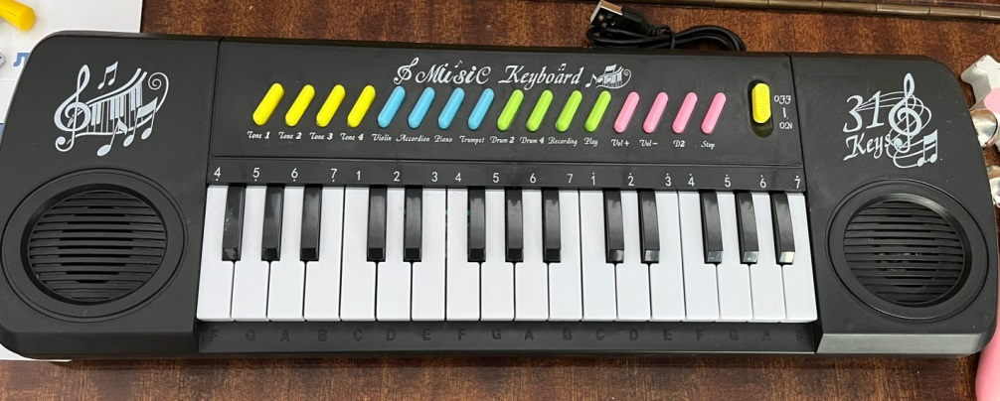 Music Keyboard
OFF
I
ON
31
Keys
Tone 1 Tone 2 Tone 3 Tone 4 Violin Accordion Piano Trumpet Drum 2 Drum 4 Recording Play Vol+ Vol- D2 Stop
4 5 6 7 1 2 3 4 5 6 7 1 2 3 4 5 6 7
F G A B C D E F G A B C D E F G A B